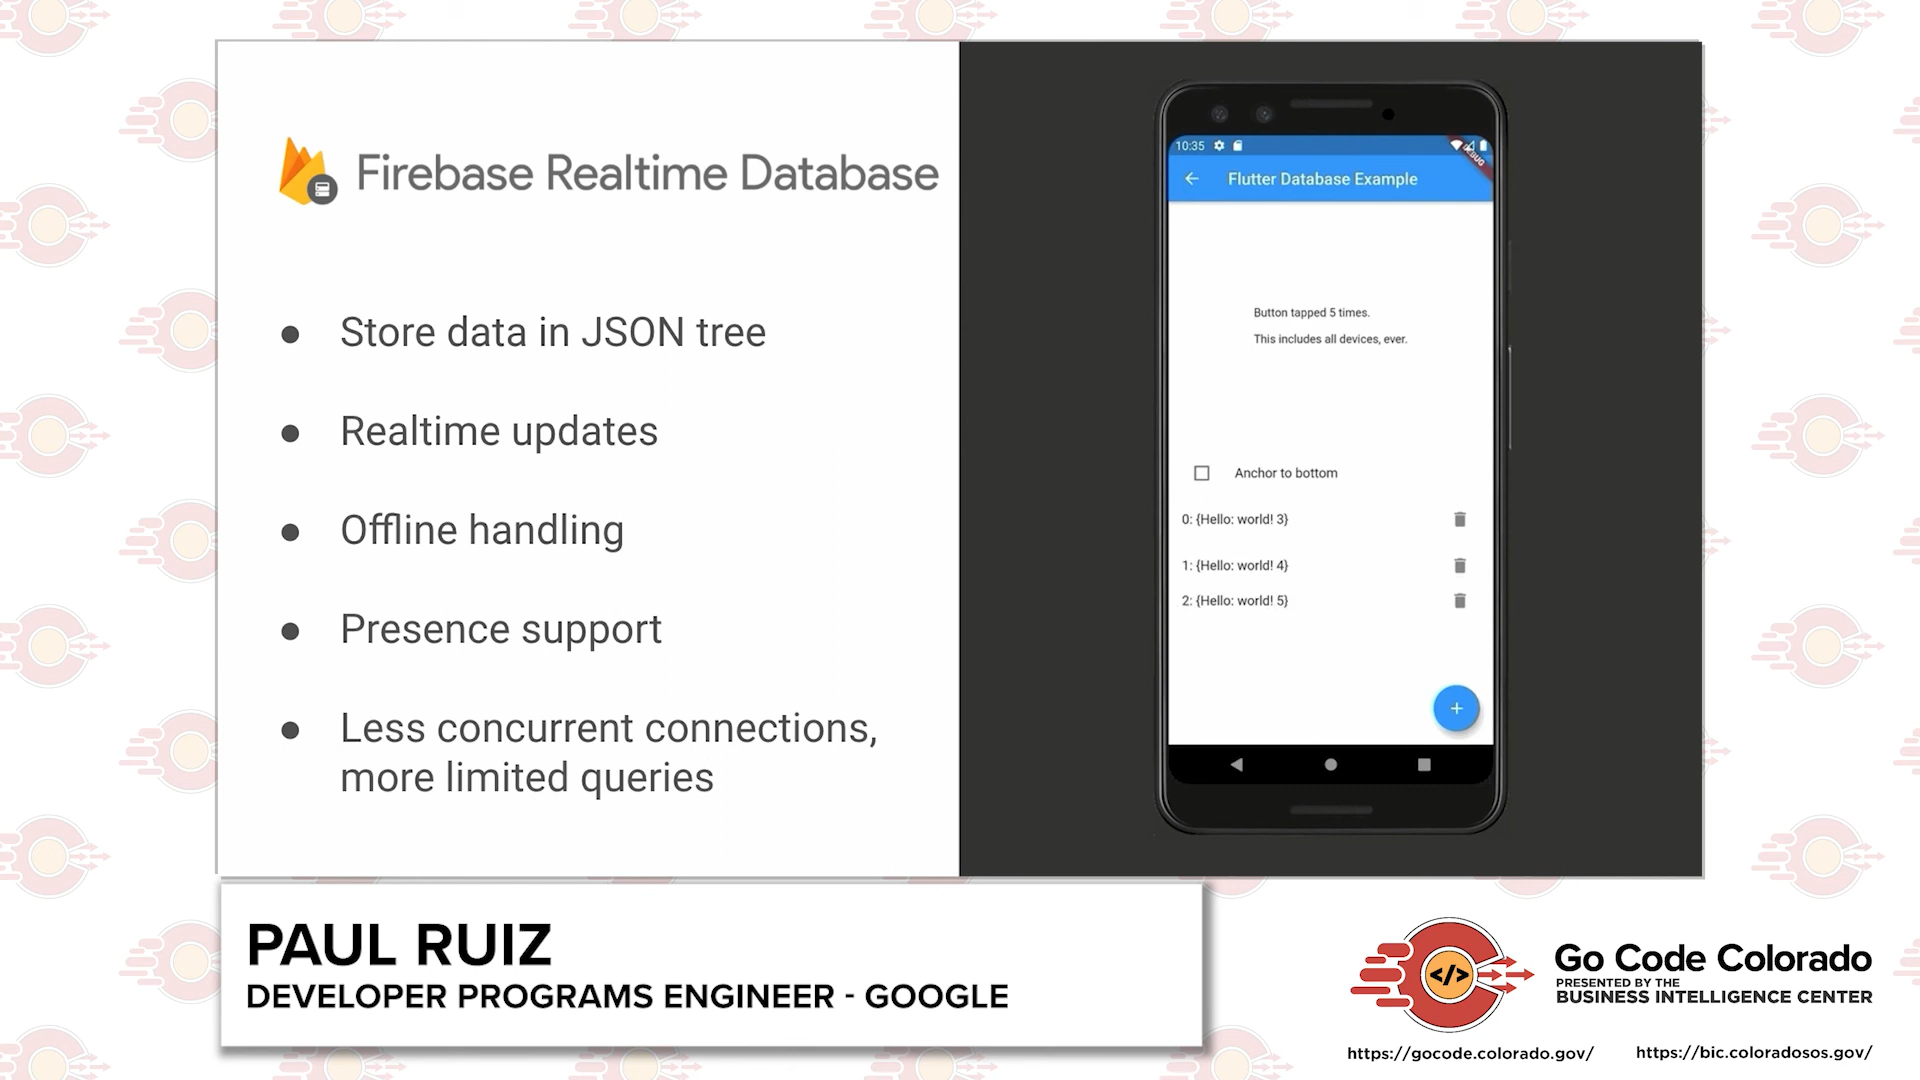 Firebase Realtime Database
● Store data in JSON tree
● Realtime updates
● Offline handling
● Presence support
● Less concurrent connections,
more limited queries
10:35
DEBUG
Flutter Database Example
Button tapped 5 times.
This includes all devices, ever.
Anchor to bottom
0: {Hello: world! 3}
1: {Hello: world! 4}
2: {Hello: world! 5}
+
PAUL RUIZ
DEVELOPER PROGRAMS ENGINEER - GOOGLE
</>
Go Code Colorado
PRESENTED BY THE
BUSINESS INTELLIGENCE CENTER
https://gocode.colorado.gov/
https://bic.coloradosos.gov/